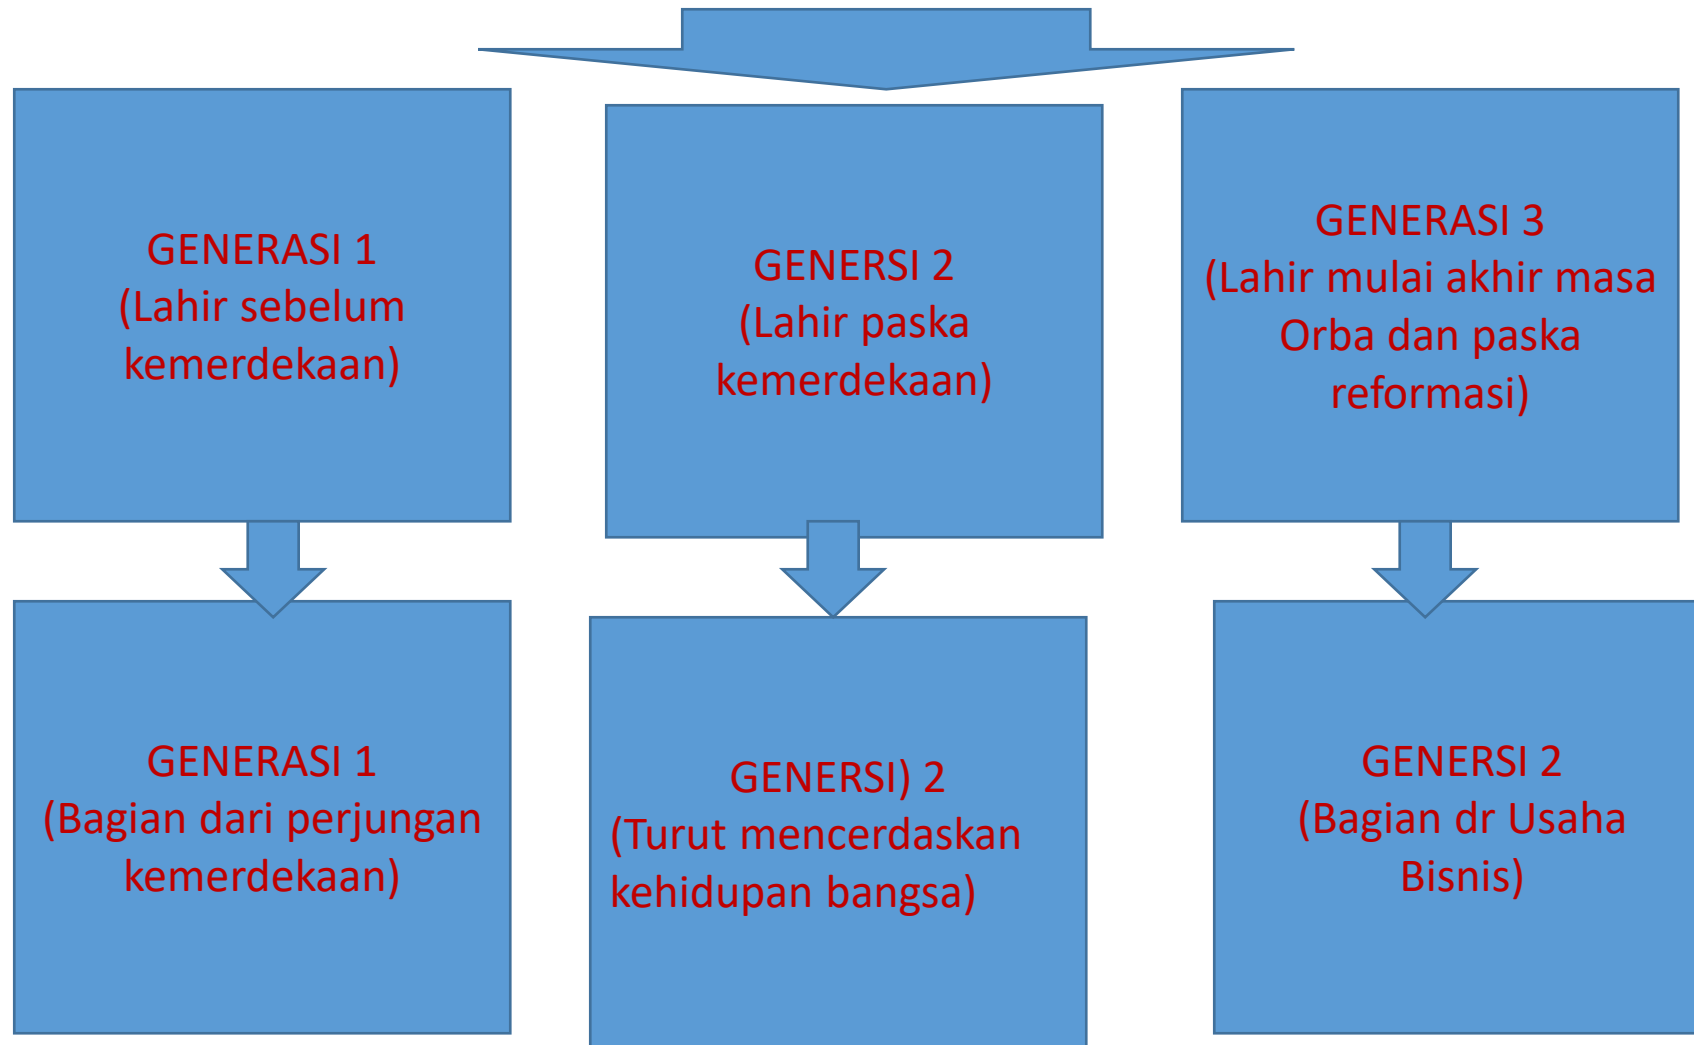 GENERASI 1
(Lahir sebelum
kemerdekaan)
GENERSI 2
(Lahir paska
kemerdekaan)
GENERASI 3
(Lahir mulai akhir masa
Orba dan paska
reformasi)
GENERASI 1
(Bagian dari perjungan
kemerdekaan)
GENERSI) 2
(Turut mencerdaskan
kehidupan bangsa)
GENERSI 2
(Bagian dr Usaha
Bisnis)